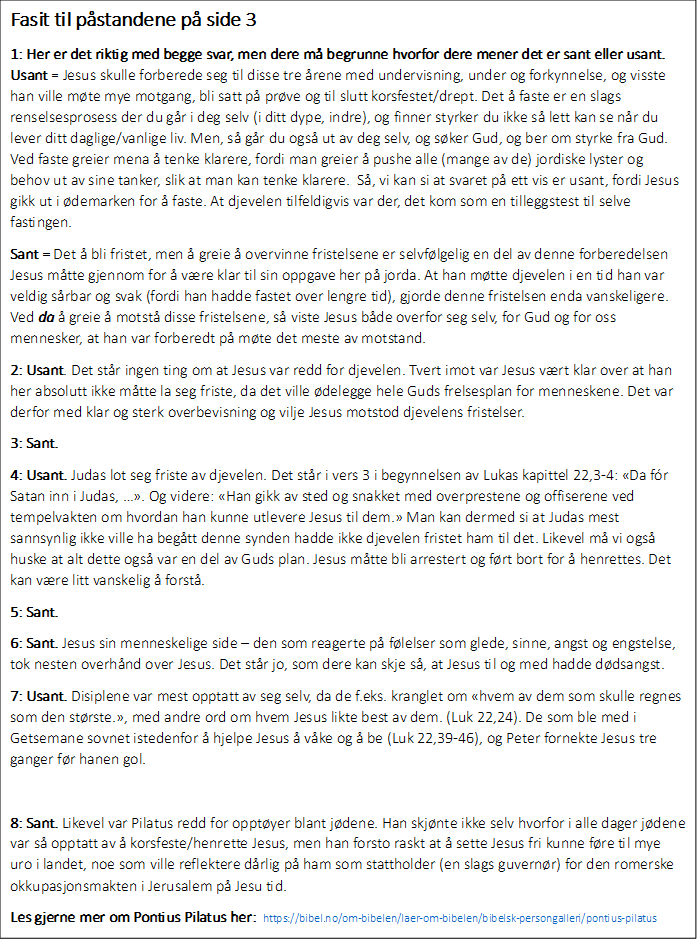 Fasit til påstandene på side 3
1: Her er det riktig med begge svar, men dere må begrunne hvorfor dere mener det er sant eller usant.
Usant = Jesus skulle forberede seg til disse tre årene med undervisning, under og forkynnelse, og visste
han ville møte mye motgang, bli satt på prøve og til slutt korsfestet/drept. Det å faste er en slags
renselsesprosess der du går i deg selv (i ditt dype, indre), og finner styrker du ikke så lett kan se når du
lever ditt daglige/vanlige liv. Men, så går du også ut av deg selv, og søker Gud, og ber om styrke fra Gud.
Ved faste greier mena å tenke klarere, fordi man greier å pushe alle (mange av de) jordiske lyster og
behov ut av sine tanker, slik at man kan tenke klarere. Så, vi kan si at svaret på ett vis er usant, fordi Jesus
gikk ut i ødemarken for å faste. At djevelen tilfeldigvis var der, det kom som en tilleggstest til selve
fastingen.
Sant = Det å bli fristet, men å greie å overvinne fristelsene er selvfølgelig en del av denne forberedelsen
Jesus måtte gjennom for å være klar til sin oppgave her på jorda. At han møtte djevelen i en tid han var
veldig sårbar og svak (fordi han hadde fastet over lengre tid), gjorde denne fristelsen enda vanskeligere.
Ved da å greie å motstå disse fristelsene, så viste Jesus både overfor seg selv, for Gud og for oss
mennesker, at han var forberedt på møte det meste av motstand.
2: Usant. Det står ingen ting om at Jesus var redd for djevelen. Tvert imot var Jesus vært klar over at han
her absolutt ikke måtte la seg friste, da det ville ødelegge hele Guds frelsesplan for menneskene. Det var
derfor med klar og sterk overbevisning og vilje Jesus motstod djevelens fristelser.
3: Sant.
4: Usant. Judas lot seg friste av djevelen. Det står i vers 3 i begynnelsen av Lukas kapittel 22,3-4: «Da fór
Satan inn i Judas, …». Og videre: «Han gikk av sted og snakket med overprestene og offiserene ved
tempelvakten om hvordan han kunne utlevere Jesus til dem.» Man kan dermed si at Judas mest
sannsynlig ikke ville ha begått denne synden hadde ikke djevelen fristet ham til det. Likevel må vi også
huske at alt dette også var en del av Guds plan. Jesus måtte bli arrestert og ført bort for å henrettes. Det
kan være litt vanskelig å forstå.
5: Sant.
6: Sant. Jesus sin menneskelige side – den som reagerte på følelser som glede, sinne, angst og engstelse,
tok nesten overhånd over Jesus. Det står jo, som dere kan skje så, at Jesus til og med hadde dødsangst.
7: Usant. Disiplene var mest opptatt av seg selv, da de f.eks. kranglet om «hvem av dem som skulle regnes
som den største.», med andre ord om hvem Jesus likte best av dem. (Luk 22,24). De som ble med i
Getsemane sovnet istedenfor å hjelpe Jesus å våke og å be (Luk 22,39-46), og Peter fornekte Jesus tre
ganger før hanen gol.
8: Sant. Likevel var Pilatus redd for opptøyer blant jødene. Han skjønte ikke selv hvorfor i alle dager jødene
var så opptatt av å korsfeste/henrette Jesus, men han forsto raskt at å sette Jesus fri kunne føre til mye
uro i landet, noe som ville reflektere dårlig på ham som stattholder (en slags guvernør) for den romerske
okkupasjonsmakten i Jerusalem på Jesu tid.
Les gjerne mer om Pontius Pilatus her: https://bibel.no/om-bibelen/laer-om-bibelen/bibelsk-persongalleri/pontius-pilatus